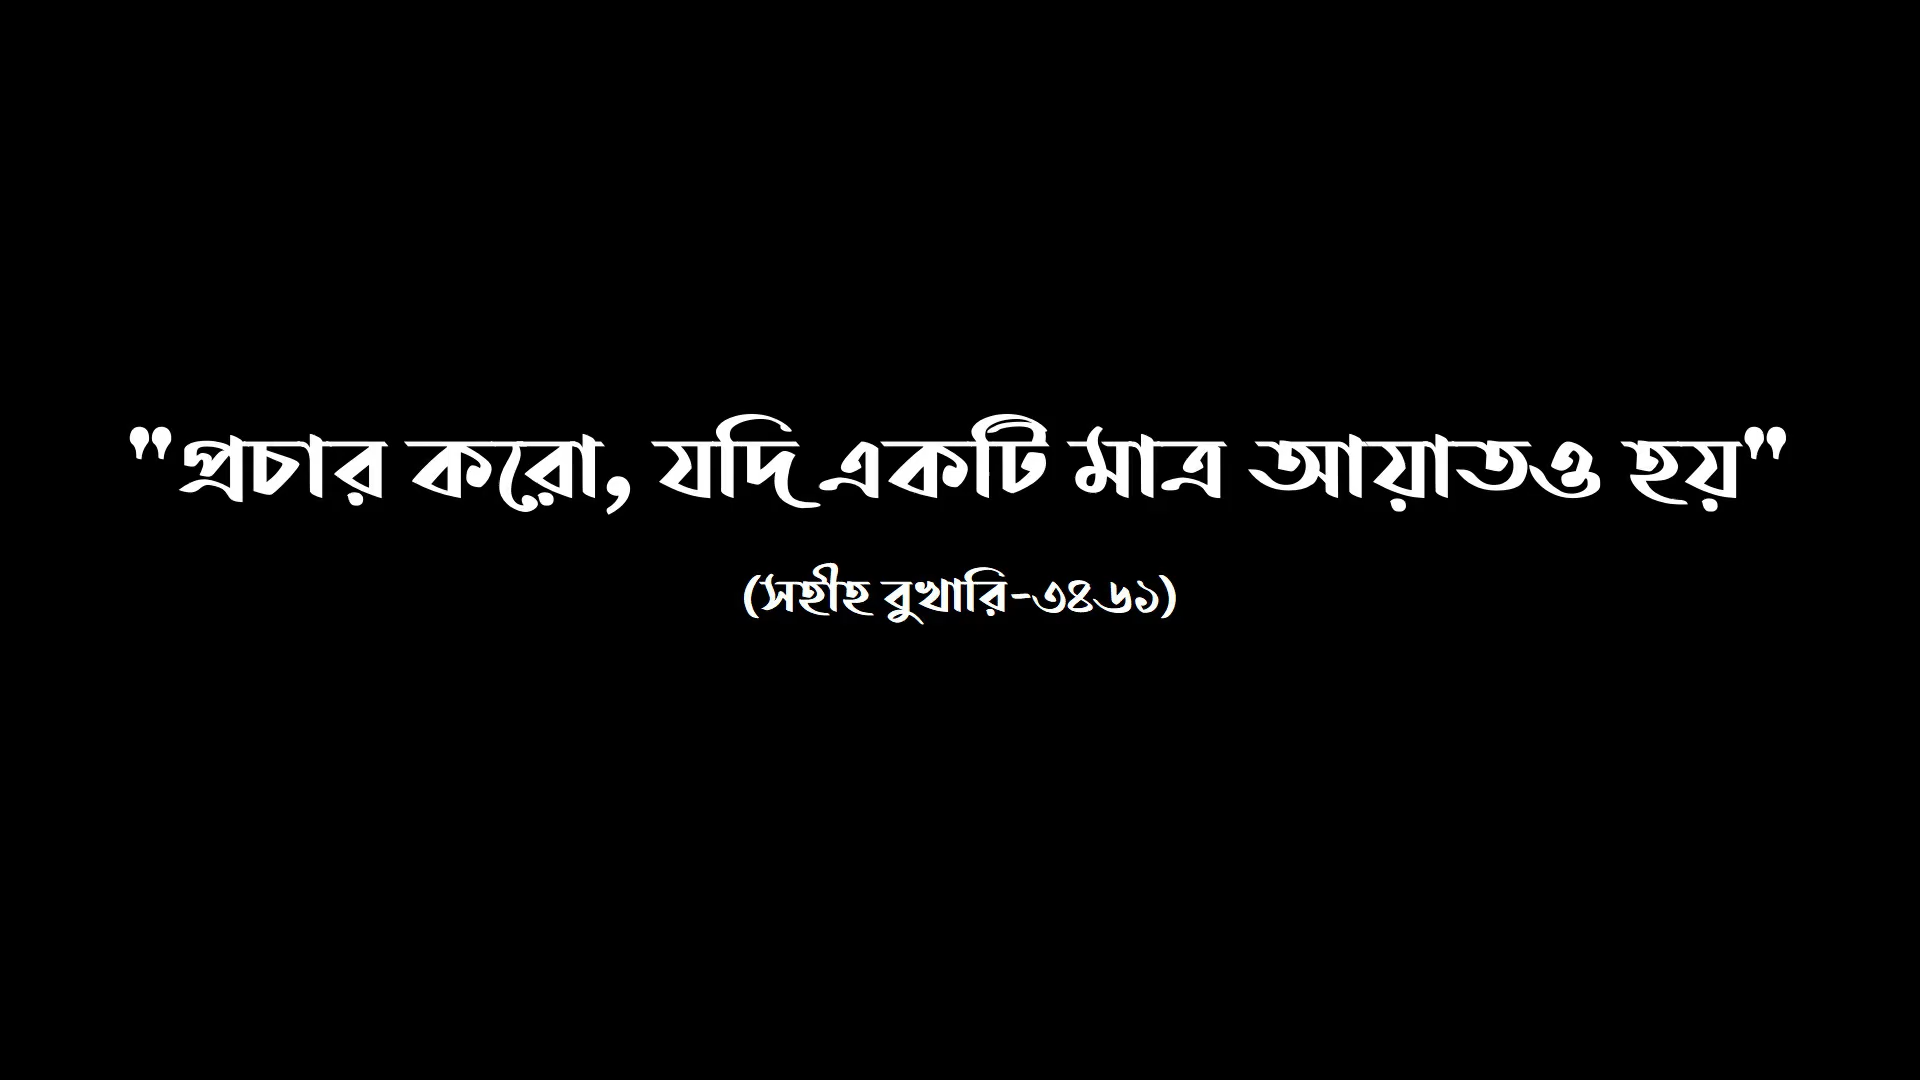 "প্রচার করো, যদি একটি মাত্র আয়াতও হয়"
(সহীহ বুখারি-৩৪৬১)